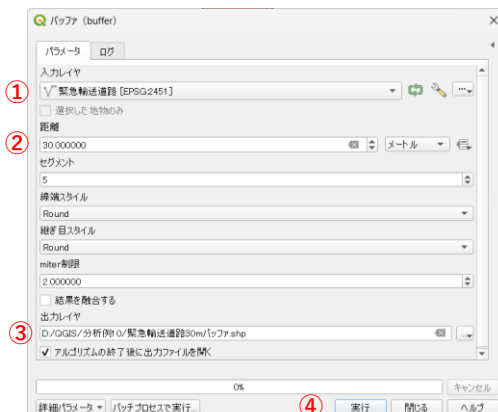 バッファ (buffer)
パラメータ ログ
入力レイヤ
① 緊急輸送道路 [EPSG:2451]
選択した地物のみ
距離
② 30.000000 メートル
セグメント
5
線端スタイル
Round
継ぎ目スタイル
Round
miter制限
2.000000
結果を融合する
出力レイヤ
③ D:/QGIS/分析例10/緊急輸送道路30mバッファ.shp
アルゴリズムの終了後に出力ファイルを開く
0% キャンセル
詳細パラメータ バッチプロセスで実行... ④ 実行 閉じる ヘルプ